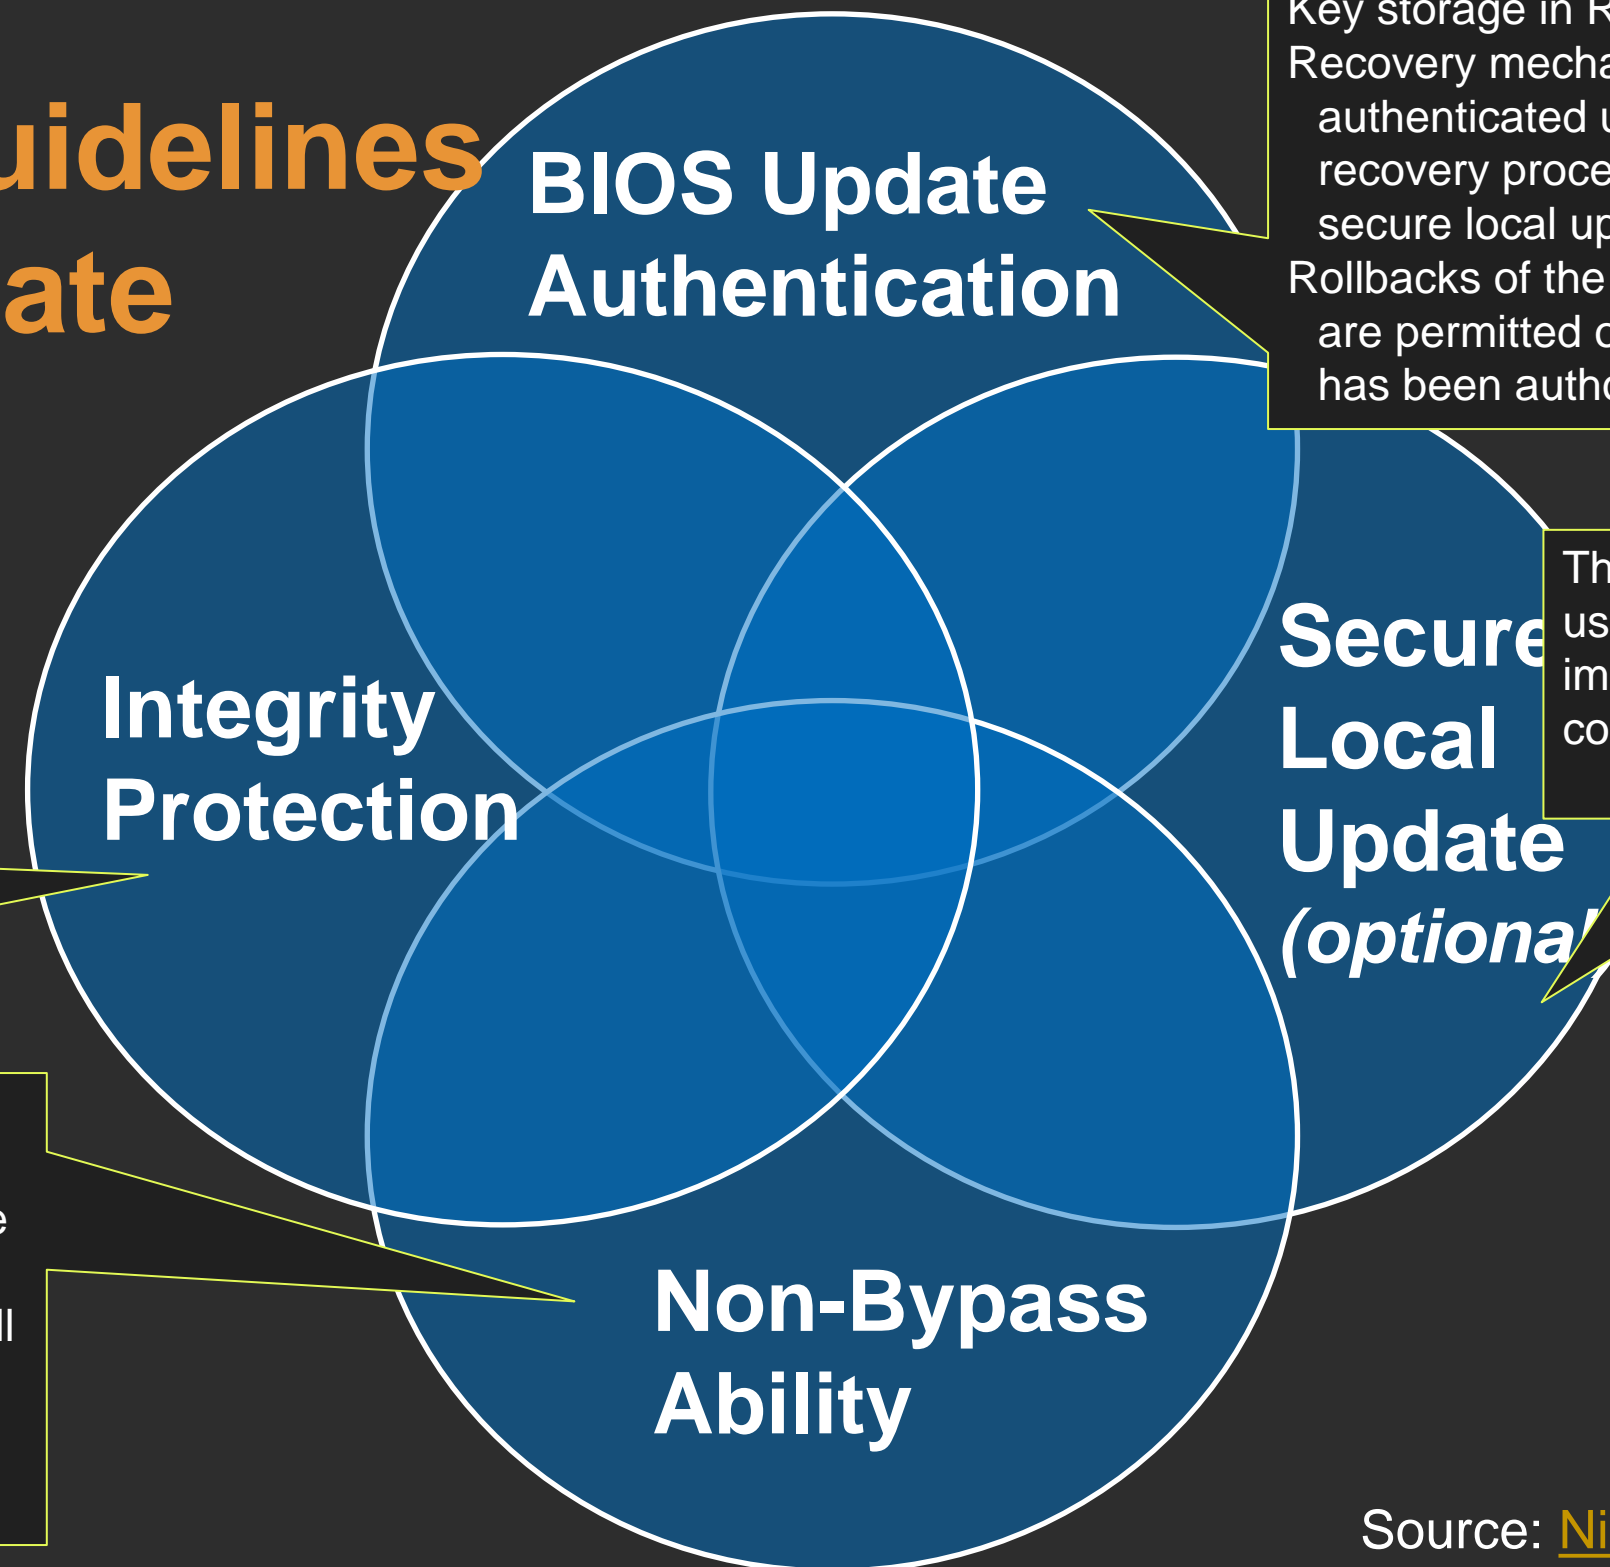 uidelines
ate
BIOS Update
Authentication
Key storage in R
Recovery mecha
authenticated u
recovery proce
secure local up
Rollbacks of the
are permitted o
has been autho
Integrity
Protection
Secure
Local
Update
(optional
Th
us
im
co
e
ll
Non-Bypass
Ability
Source: Ni